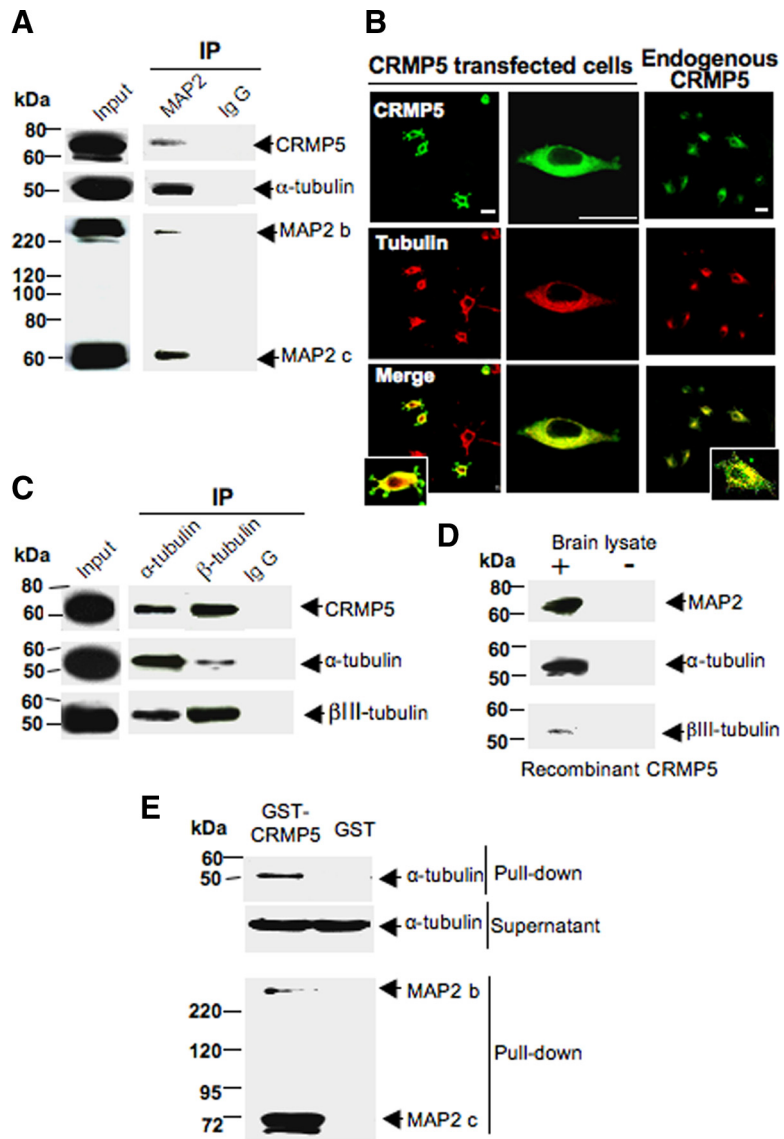 A
IP
kDa
Input
MAP2
Ig G
80
60
CRMP5
50
α-tubulin
220
MAP2 b
120
100
80
60
MAP2 c
B
CRMP5 transfected cells
Endogenous
CRMP5
CRMP5
Tubulin
Merge
C
IP
kDa
Input
α-tubulin
β-tubulin
Ig G
80
60
CRMP5
60
50
α-tubulin
60
50
βIII-tubulin
D
Brain lysate
kDa
+ -
80
60
MAP2
60
50
α-tubulin
60
50
βIII-tubulin
Recombinant CRMP5
E
kDa
GST-
CRMP5
GST
60
50
α-tubulin
Pull-down
α-tubulin
Supernatant
MAP2 b
220
120
Pull-down
95
72
MAP2 c